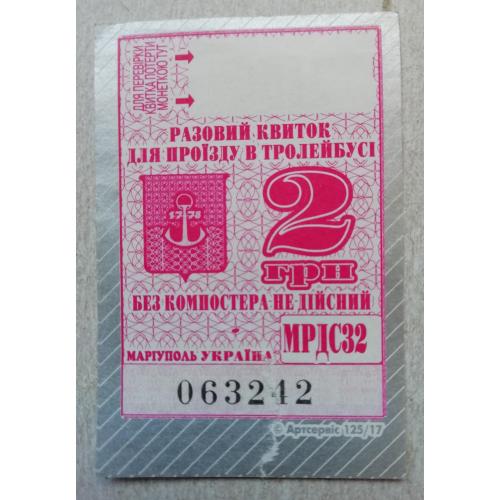 ДЛЯ ПЕРЕВІРКИ
КВИТКА ПОТЕРТИ
МОНЕТКОЮ ТУТ
РАЗОВИЙ КВИТОК
ДЛЯ ПРОЇЗДУ В ТРОЛЕЙБУСІ
1778
2
грн
БЕЗ КОМПОСТЕРА НЕ ДІЙСНИЙ
МАРІУПОЛЬ УКРАЇНА
МРДС32
063242
© Артсервіс 125/17